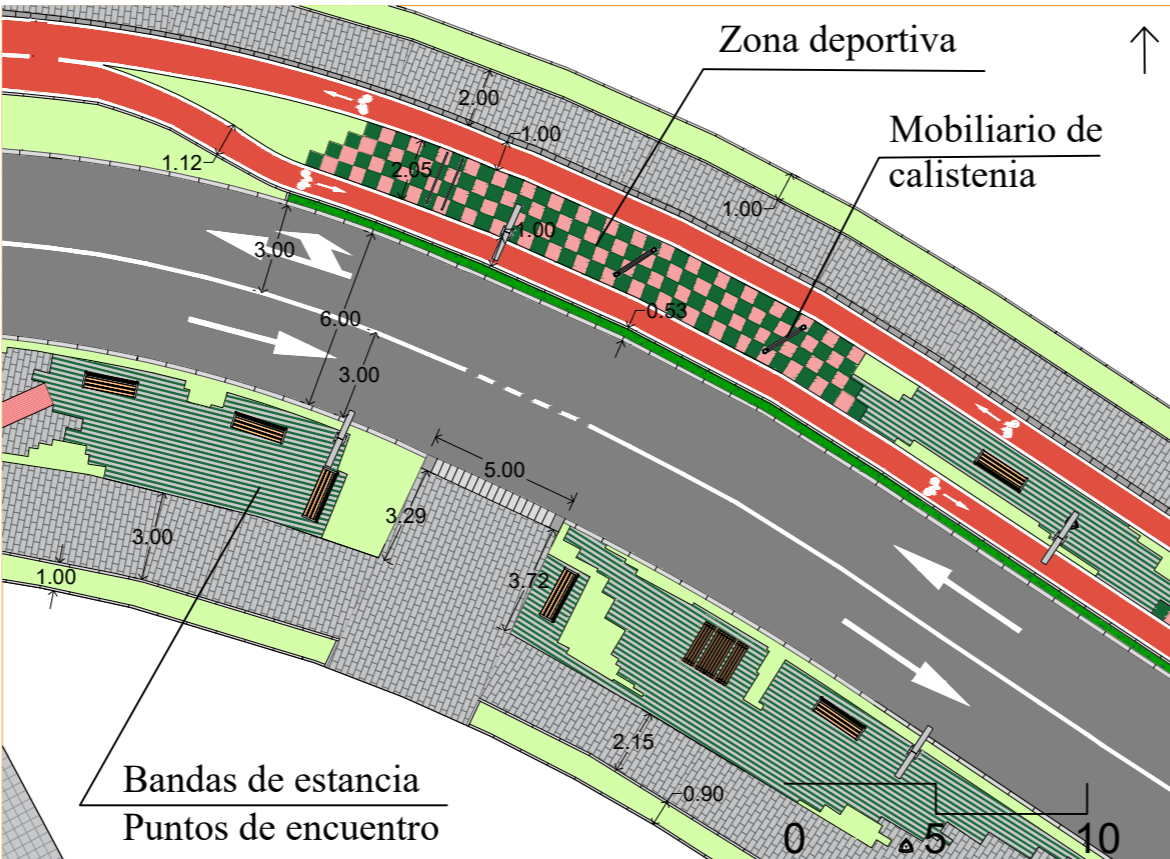 Zona deportiva
2.00
1.00
Mobiliario de
calistenia
1.12
2.05
1.00
1.00
3.00
6.00
0.53
3.00
5.00
3.29
3.00
1.00
3.72
2.15
0.90
Bandas de estancia
Puntos de encuentro
0 5 10